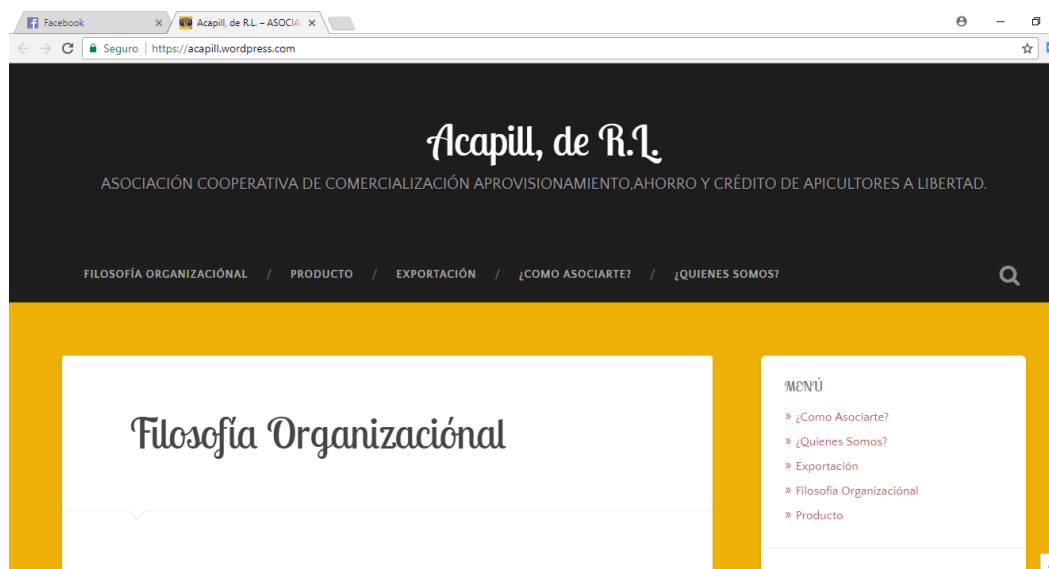 Facebook
Acapill, de R.L. – ASOCIA
Seguro | https://acapill.wordpress.com
Acapill, de R.L.
ASOCIACIÓN COOPERATIVA DE COMERCIALIZACIÓN APROVISIONAMIENTO,AHORRO Y CRÉDITO DE APICULTORES A LIBERTAD.
FILOSOFÍA ORGANIZACIÓNAL / PRODUCTO / EXPORTACIÓN / ¿COMO ASOCIARTE? / ¿QUIENES SOMOS?
Filosofía Organizaciónal
MENÚ
» ¿Como Asociarte?
» ¿Quienes Somos?
» Exportación
» Filosofía Organizaciónal
» Producto